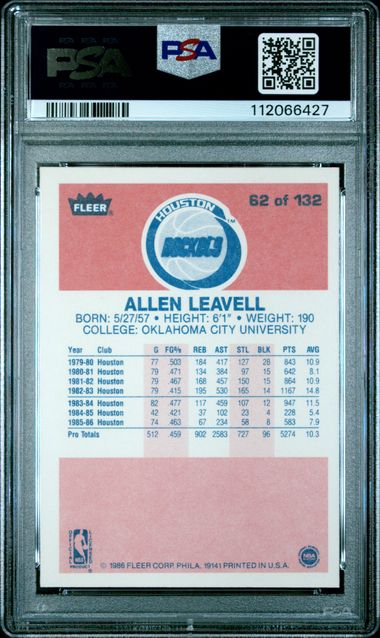 PSA
PSA
112066427
FLEER
HOUSTON
ROCKETS
TM
62 of 132
ALLEN LEAVELL
BORN: 5/27/57 • HEIGHT: 6'1" • WEIGHT: 190
COLLEGE: OKLAHOMA CITY UNIVERSITY
Year Club G FG% REB AST STL BLK PTS AVG
1979-80 Houston 77 .503 184 417 127 28 843 10.9
1980-81 Houston 79 .471 134 384 97 15 642 8.1
1981-82 Houston 79 .467 168 457 150 15 864 10.9
1982-83 Houston 79 .415 195 530 165 14 1167 14.8
1983-84 Houston 82 .477 117 459 107 12 947 11.5
1984-85 Houston 42 .421 37 102 23 4 228 5.4
1985-86 Houston 74 .463 67 234 58 8 583 7.9
Pro Totals 512 .459 902 2583 727 96 5274 10.3
NBA
PRODUCT
© 1986 FLEER CORP. PHILA. 19141 PRINTED IN U.S.A.